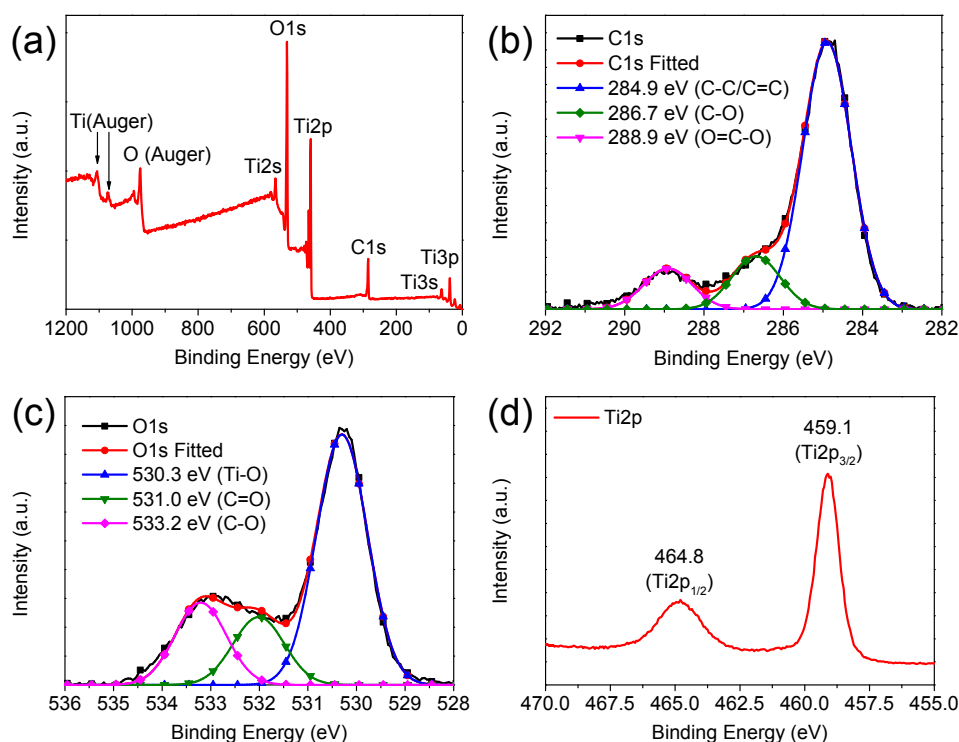 (a)
O1s
Ti(Auger)
O (Auger)
Ti2s
Ti2p
C1s
Ti3p
Ti3s
Intensity (a.u.)
1200 1000 800 600 400 200 0
Binding Energy (eV)
(b)
C1s
C1s Fitted
284.9 eV (C-C/C=C)
286.7 eV (C-O)
288.9 eV (O=C-O)
Intensity (a.u.)
292 290 288 286 284 282
Binding Energy (eV)
(c)
O1s
O1s Fitted
530.3 eV (Ti-O)
531.0 eV (C=O)
533.2 eV (C-O)
Intensity (a.u.)
536 535 534 533 532 531 530 529 528
Binding Energy (eV)
(d)
Ti2p
459.1
(Ti2p3/2)
464.8
(Ti2p1/2)
Intensity (a.u.)
470.0 467.5 465.0 462.5 460.0 457.5 455.0
Binding Energy (eV)